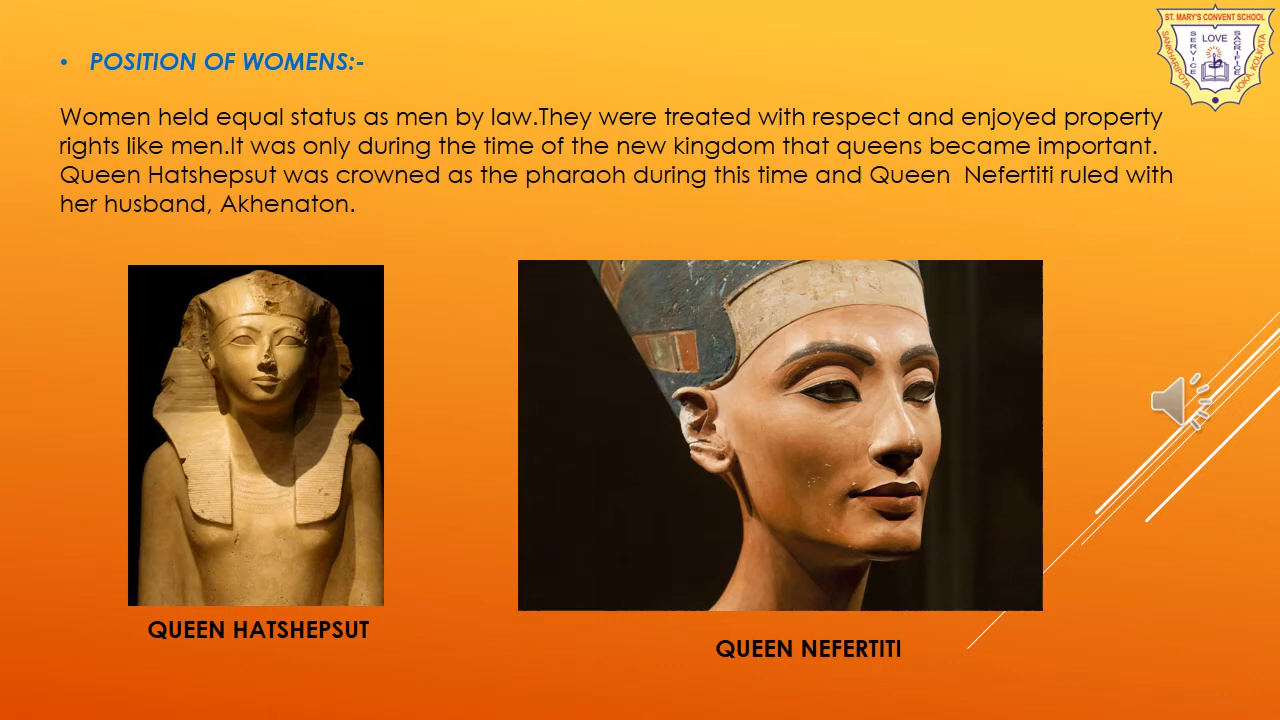 • POSITION OF WOMENS:-
Women held equal status as men by law.They were treated with respect and enjoyed property
rights like men.It was only during the time of the new kingdom that queens became important.
Queen Hatshepsut was crowned as the pharaoh during this time and Queen  Nefertiti ruled with
her husband, Akhenaton.
QUEEN HATSHEPSUT
QUEEN NEFERTITI
ST. MARY'S CONVENT SCHOOL
SANKHARIPOTA
SERVICE
LOVE
SACRIFICE
JOKA, KOLKATA